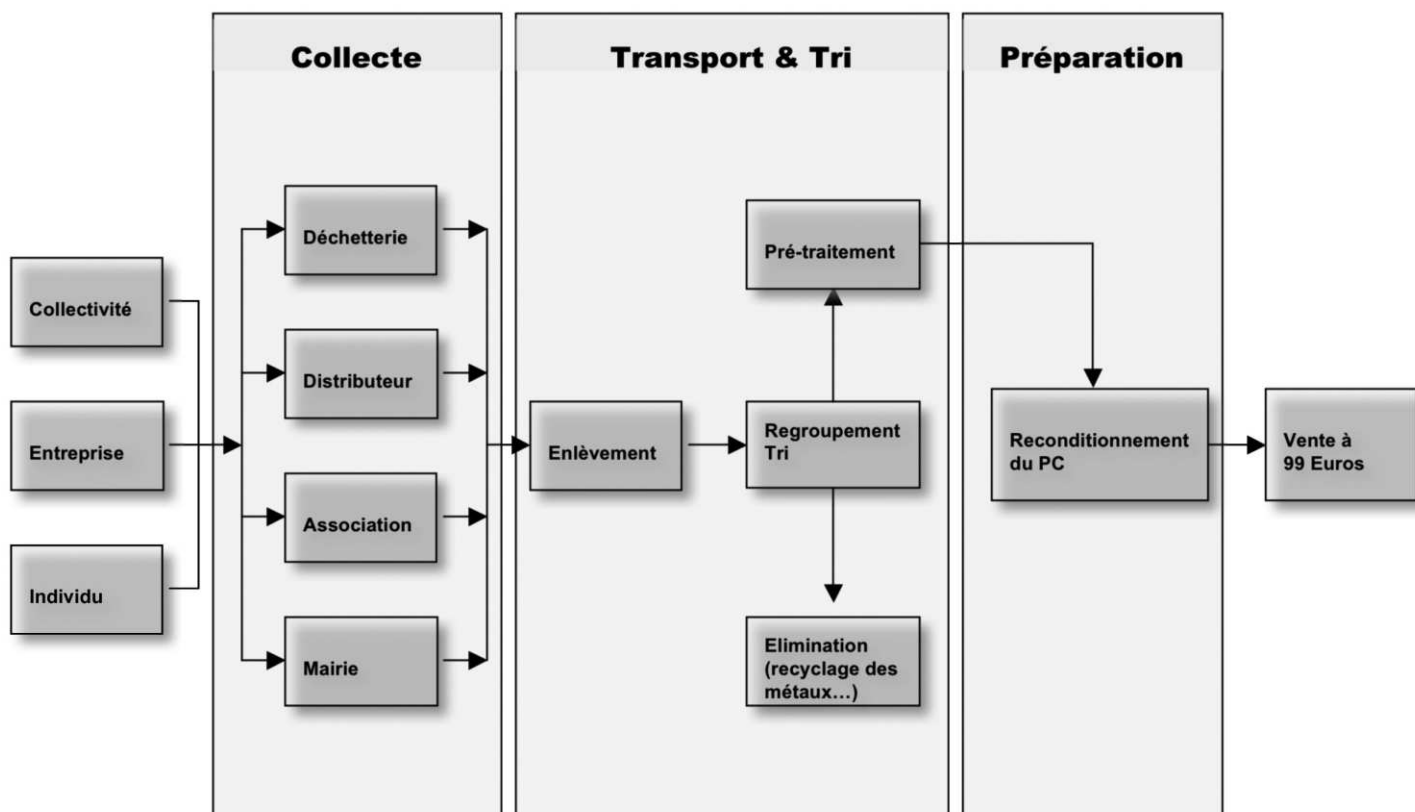 Collecte
Transport & Tri
Préparation
Collectivité
Entreprise
Individu
Déchetterie
Distributeur
Association
Mairie
Enlèvement
Pré-traitement
Regroupement
Tri
Elimination
(recyclage des
métaux…)
Reconditionnement
du PC
Vente à
99 Euros